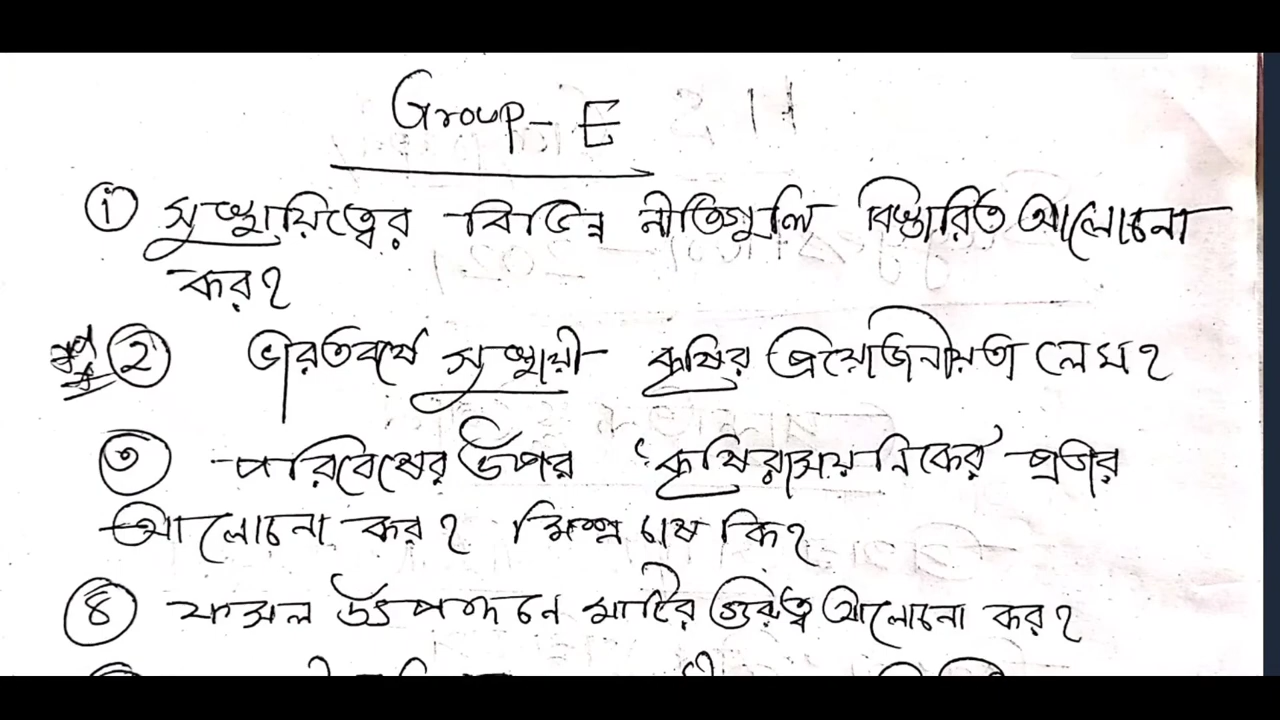 Group - E
① সুস্থায়িত্বের বিভিন্ন নীতিগুলি বিস্তারিত আলোচনা
কর?
② ভারতবর্ষে সুস্থায়ী কৃষির প্রয়োজনীয়তা লেখ?
③ পরিবেশের উপর 'কৃষিরাসায়নিকের' প্রভাব
আলোচনা কর? মিশ্র চাষ কি?
④ ফসল উৎপাদনে মাটির গুরুত্ব আলোচনা কর?